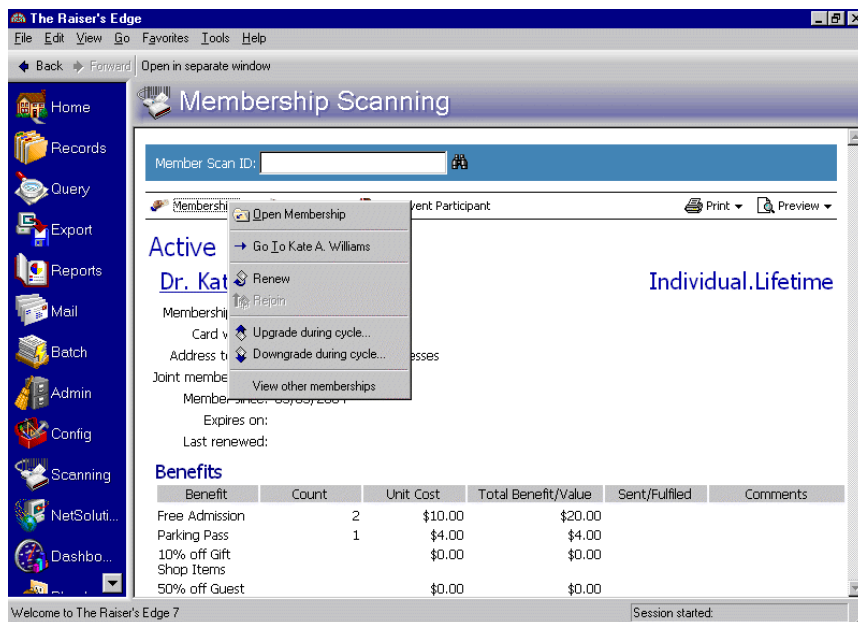 The Raiser's Edge
File Edit View Go Favorites Tools Help
Back Forward Open in separate window
Membership Scanning
Home
Records
Query
Export
Reports
Mail
Batch
Admin
Config
Scanning
NetSoluti...
Dashbo...
Member Scan ID:
Membershi
vent Participant
Print
Preview
Open Membership
Go To Kate A. Williams
Renew
Rejoin
Upgrade during cycle...
Downgrade during cycle...
View other memberships
Active
Dr. Kat
Individual.Lifetime
Membershi
Card v
Address t
esses
Joint membe
Expires on:
Last renewed:
Benefits
Benefit Count Unit Cost Total Benefit/Value Sent/Fulfilled Comments
Free Admission 2 $10.00 $20.00
Parking Pass 1 $4.00 $4.00
10% off Gift $0.00 $0.00
Shop Items
50% off Guest $0.00 $0.00
Welcome to The Raiser's Edge 7
Session started: